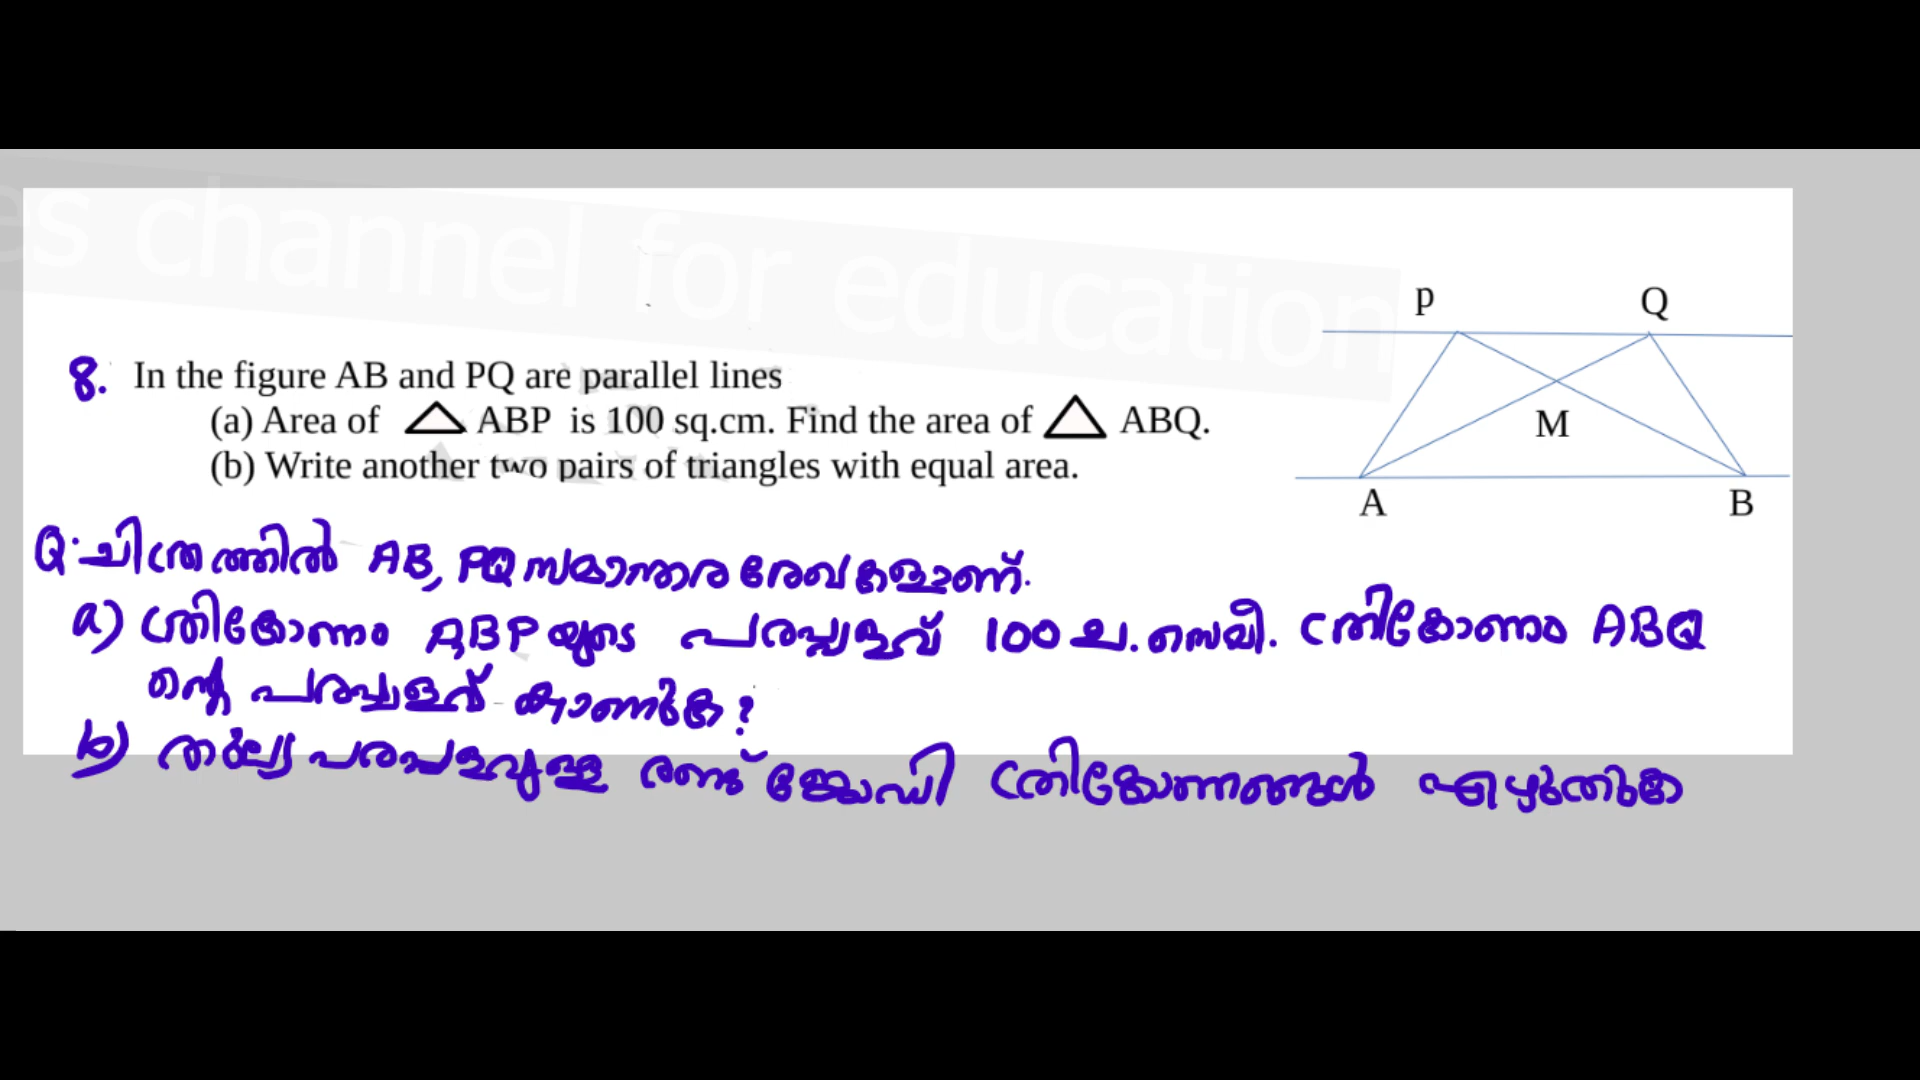 es channel for education
P Q
8. In the figure AB and PQ are parallel lines
(a) Area of △ ABP is 100 sq.cm. Find the area of △ ABQ.
(b) Write another two pairs of triangles with equal area.
M
A B
Q. ചിത്രത്തിൽ AB, PQ സമാന്തര രേഖകളാണ്.
a) ത്രികോണം ABP യുടെ പരപ്പളവ് 100 ച.സെമീ. ത്രികോണം ABQ
ന്റെ പരപ്പളവ് കാണുക?
b) തുല്യ പരപ്പളവുള്ള രണ്ട് ജോഡി ത്രികോണങ്ങൾ എഴുതുക